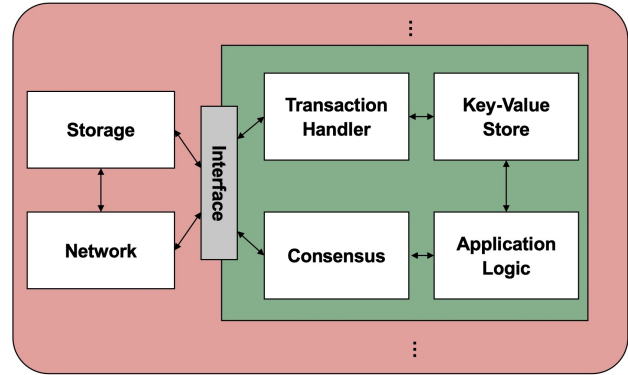 ⋮
Transaction
Handler
Key-Value
Store
Storage
Interface
Network
Consensus
Application
Logic
⋮